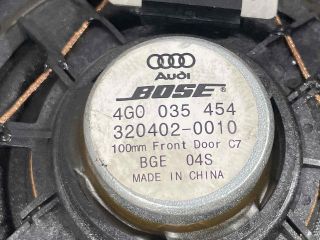 Audi
BOSE
4G0 035 454
320402-0010
100mm Front Door C7
BGE 04S
MADE IN CHINA